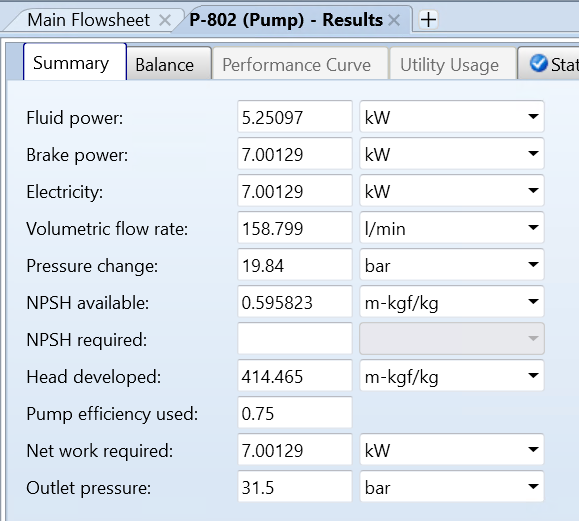 Main Flowsheet × P-802 (Pump) - Results × +
Summary Balance Performance Curve Utility Usage Stat
Fluid power: 5.25097 kW
Brake power: 7.00129 kW
Electricity: 7.00129 kW
Volumetric flow rate: 158.799 l/min
Pressure change: 19.84 bar
NPSH available: 0.595823 m-kgf/kg
NPSH required:
Head developed: 414.465 m-kgf/kg
Pump efficiency used: 0.75
Net work required: 7.00129 kW
Outlet pressure: 31.5 bar